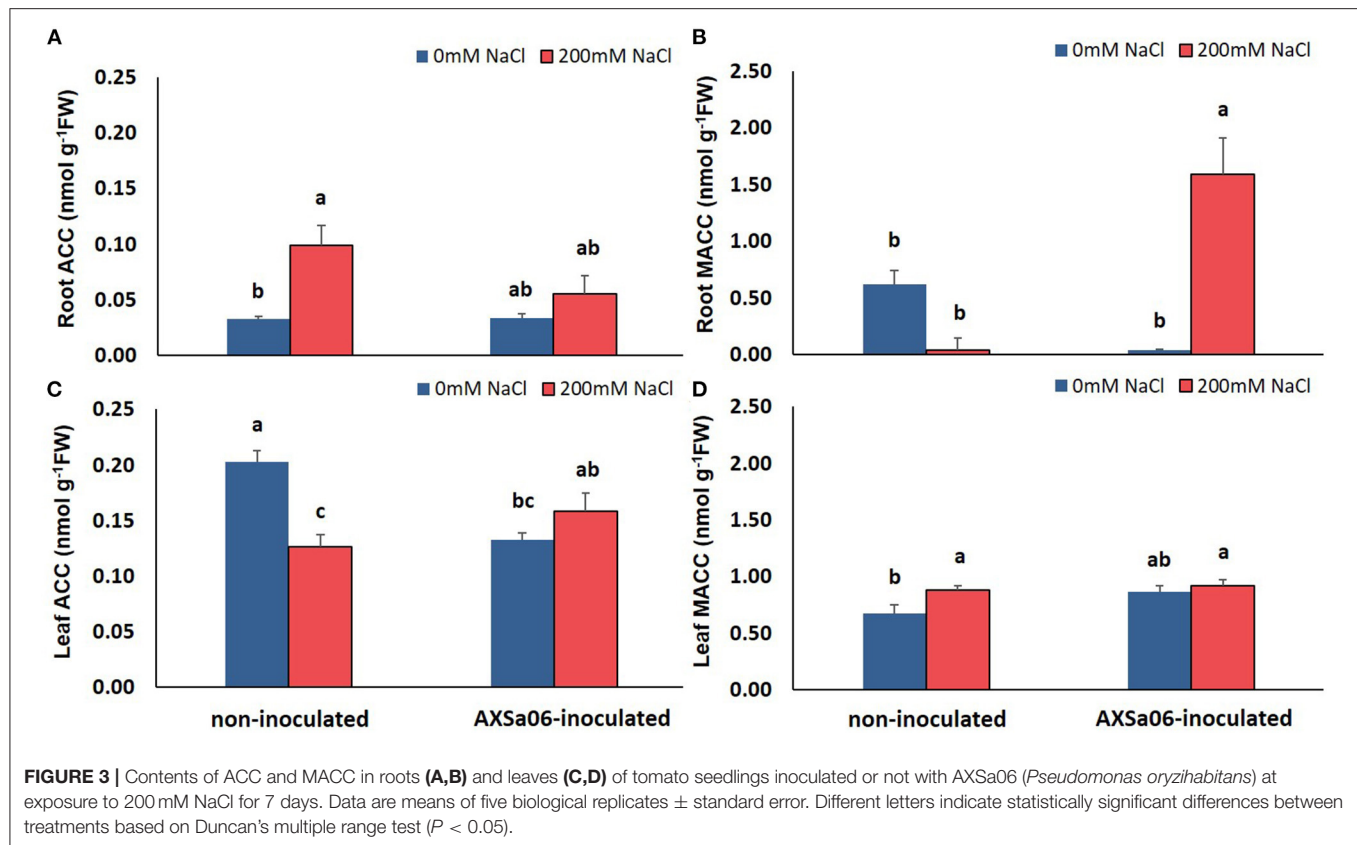 A
0mM NaCl 200mM NaCl
Root ACC (nmol g-1FW)
0.25
0.20
0.15
0.10
0.05
0.00
b
a
ab
ab
B
0mM NaCl 200mM NaCl
Root MACC (nmol g-1FW)
2.50
2.00
1.50
1.00
0.50
0.00
b
b
b
a
C
0mM NaCl 200mM NaCl
Leaf ACC (nmol g-1FW)
0.25
0.20
0.15
0.10
0.05
0.00
a
c
bc
ab
non-inoculated AXSa06-inoculated
D
0mM NaCl 200mM NaCl
Leaf MACC (nmol g-1FW)
2.50
2.00
1.50
1.00
0.50
0.00
b
a
ab
a
non-inoculated AXSa06-inoculated
FIGURE 3 | Contents of ACC and MACC in roots (A,B) and leaves (C,D) of tomato seedlings inoculated or not with AXSa06 (Pseudomonas oryzihabitans) at
exposure to 200 mM NaCl for 7 days. Data are means of five biological replicates ± standard error. Different letters indicate statistically significant differences between
treatments based on Duncan's multiple range test (P < 0.05).